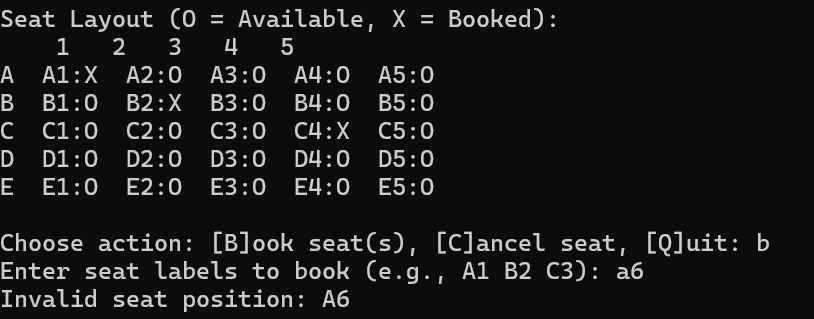 Seat Layout (O = Available, X = Booked):
    1   2   3   4   5
A  A1:X  A2:O  A3:O  A4:O  A5:O
B  B1:O  B2:X  B3:O  B4:O  B5:O
C  C1:O  C2:O  C3:O  C4:X  C5:O
D  D1:O  D2:O  D3:O  D4:O  D5:O
E  E1:O  E2:O  E3:O  E4:O  E5:O

Choose action: [B]ook seat(s), [C]ancel seat, [Q]uit: b
Enter seat labels to book (e.g., A1 B2 C3): a6
Invalid seat position: A6